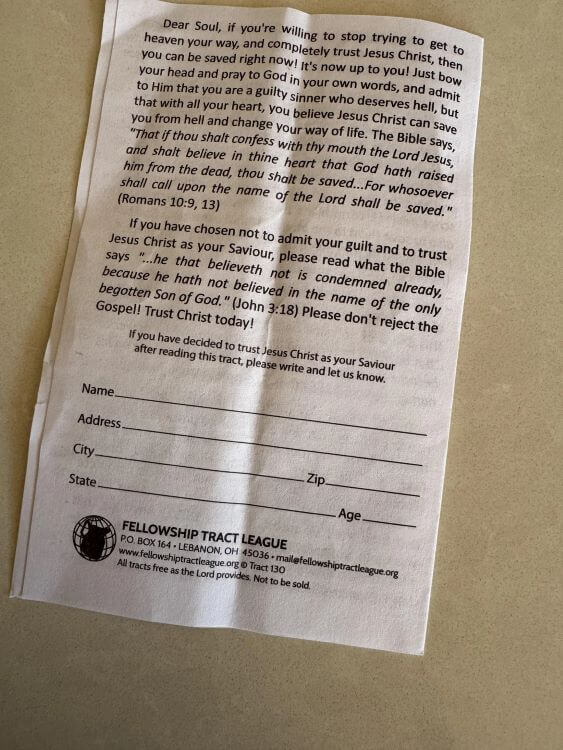 Dear Soul, if you're willing to stop trying to get to
heaven your way, and completely trust Jesus Christ, then
you can be saved right now! It's now up to you! Just bow
your head and pray to God in your own words, and admit
to Him that you are a guilty sinner who deserves hell, but
that with all your heart, you believe Jesus Christ can save
you from hell and change your way of life. The Bible says,
"That if thou shalt confess with thy mouth the Lord Jesus,
and shalt believe in thine heart that God hath raised
him from the dead, thou shalt be saved...For whosoever
shall call upon the name of the Lord shall be saved."
(Romans 10:9, 13)
If you have chosen not to admit your guilt and to trust
Jesus Christ as your Saviour, please read what the Bible
says "...he that believeth not is condemned already,
because he hath not believed in the name of the only
begotten Son of God." (John 3:18) Please don't reject the
Gospel! Trust Christ today!
If you have decided to trust Jesus Christ as your Saviour
after reading this tract, please write and let us know.
Name
Address
City Zip
State Age
FELLOWSHIP TRACT LEAGUE
P.O. BOX 164 • LEBANON, OH 45036 • mail@fellowshiptractleague.org
www.fellowshiptractleague.org © Tract 130
All tracts free as the Lord provides. Not to be sold.